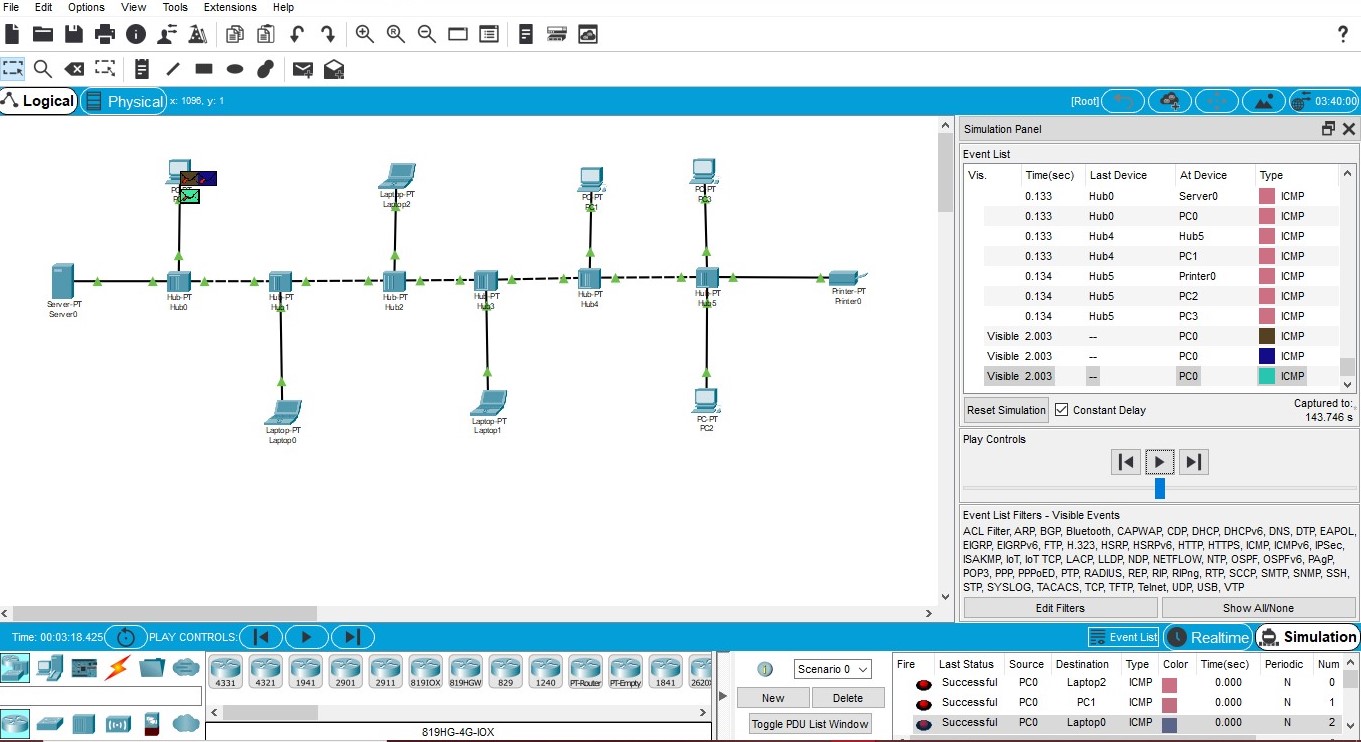 File Edit Options View Tools Extensions Help
?
Logical Physical x: 1096, y: 1 [Root] 03:40:00
Simulation Panel
Event List
Vis. Time(sec) Last Device At Device Type
0.133 Hub0 Server0 ICMP
0.133 Hub0 PC0 ICMP
0.133 Hub4 Hub5 ICMP
0.133 Hub4 PC1 ICMP
0.134 Hub5 Printer0 ICMP
0.134 Hub5 PC2 ICMP
0.134 Hub5 PC3 ICMP
Visible 2.003 -- PC0 ICMP
Visible 2.003 -- PC0 ICMP
Visible 2.003 -- PC0 ICMP
Reset Simulation Constant Delay Captured to:
143.746 s
Play Controls
Event List Filters - Visible Events
ACL Filter, ARP, BGP, Bluetooth, CAPWAP, CDP, DHCP, DHCPv6, DNS, DTP, EAPOL,
EIGRP, EIGRPv6, FTP, H.323, HSRP, HSRPv6, HTTP, HTTPS, ICMP, ICMPv6, IPSec,
ISAKMP, IoT, IoT TCP, LACP, LLDP, NDP, NETFLOW, NTP, OSPF, OSPFv6, PAgP,
POP3, PPP, PPPoED, PTP, RADIUS, REP, RIP, RIPng, RTP, SCCP, SMTP, SNMP, SSH,
STP, SYSLOG, TACACS, TCP, TFTP, Telnet, UDP, USB, VTP
Edit Filters Show All/None
Laptop-PT
Laptop2
PC-PT
PC1
PC-PT
PC3
Server-PT
Server0
Hub-PT
Hub0
Hub-PT
Hub1
Hub-PT
Hub2
Hub-PT
Hub3
Hub-PT
Hub4
Hub-PT
Hub5
Printer-PT
Printer0
Laptop-PT
Laptop0
Laptop-PT
Laptop1
PC-PT
PC2
Time: 00:03:18.425 PLAY CONTROLS: Event List Realtime Simulation
4331 4321 1941 2901 2911 819IOX 819HGW 829 1240 PT-Router PT-Empty 1841 2620
819HG-4G-IOX
Scenario 0
New Delete
Toggle PDU List Window
Fire Last Status Source Destination Type Color Time(sec) Periodic Num
Successful PC0 Laptop2 ICMP 0.000 N 0
Successful PC0 PC1 ICMP 0.000 N 1
Successful PC0 Laptop0 ICMP 0.000 N 2